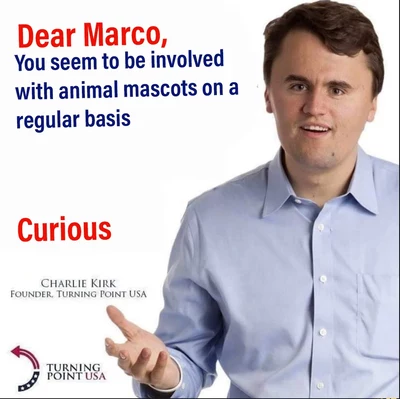 Dear Marco,
You seem to be involved
with animal mascots on a
regular basis
Curious
CHARLIE KIRK
FOUNDER, TURNING POINT USA
TURNING
POINT USA